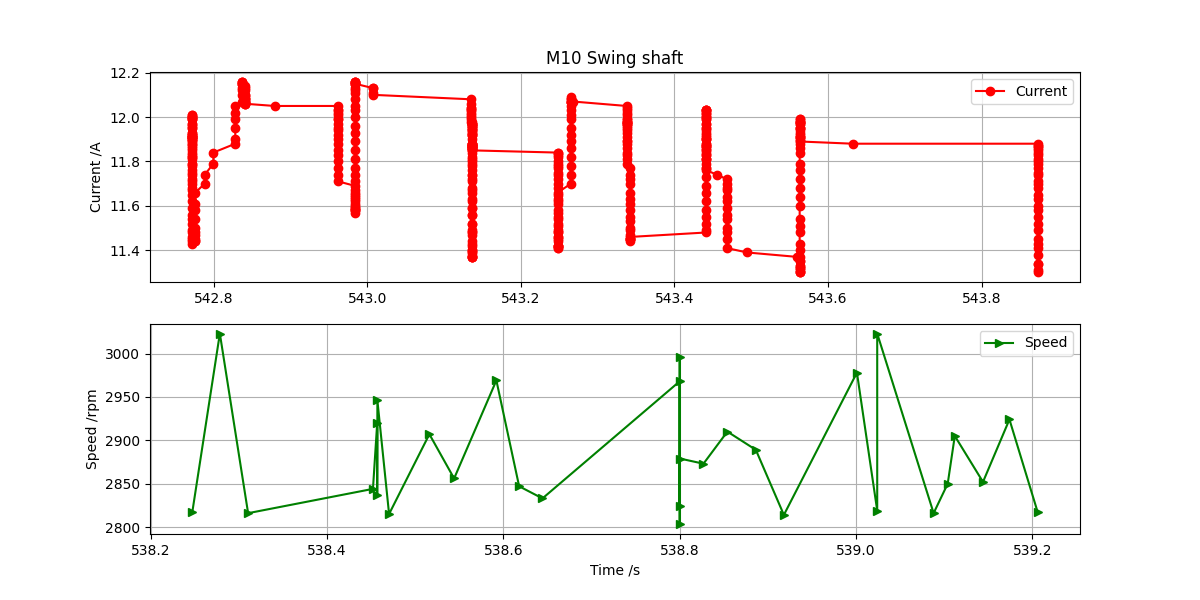 M10 Swing shaft
12.2
12.0
11.8
11.6
11.4
Current /A
Current
542.8 543.0 543.2 543.4 543.6 543.8
3000
2950
2900
2850
2800
Speed /rpm
Speed
538.2 538.4 538.6 538.8 539.0 539.2
Time /s